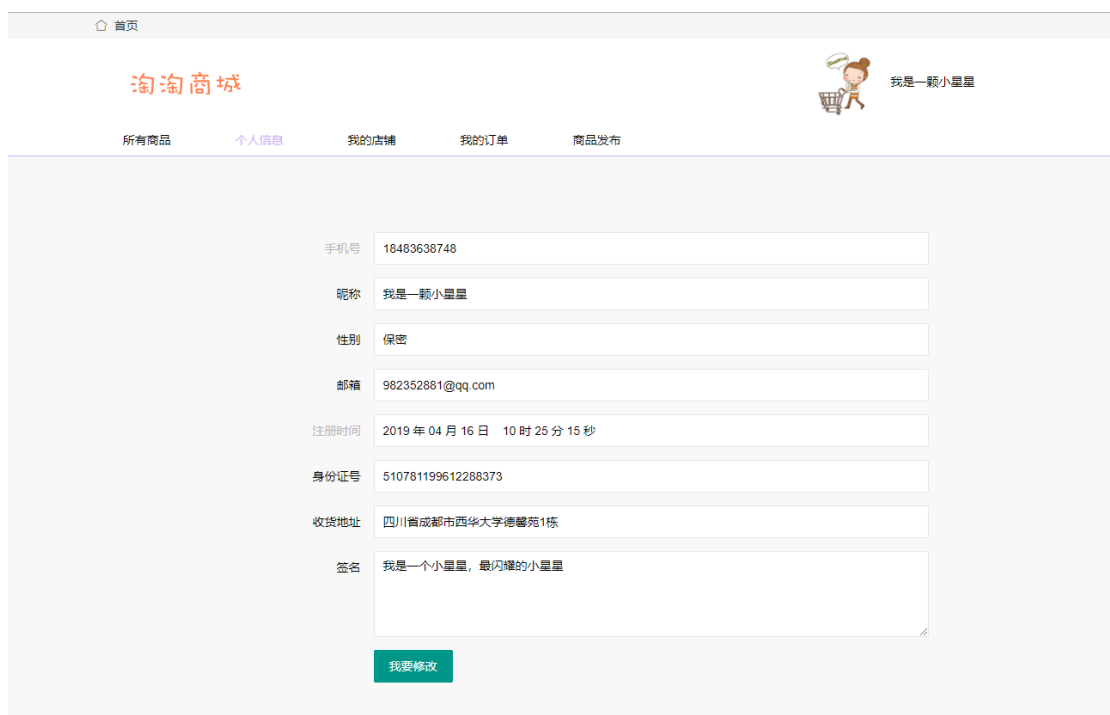 首页
淘淘商城
我是一颗小星星
所有商品 个人信息 我的店铺 我的订单 商品发布
手机号 18483638748
昵称 我是一颗小星星
性别 保密
邮箱 982352881@qq.com
注册时间 2019 年 04 月 16 日 10 时 25 分 15 秒
身份证号 510781199612288373
收货地址 四川省成都市西华大学德馨苑1栋
签名 我是一个小星星，最闪耀的小星星
我要修改